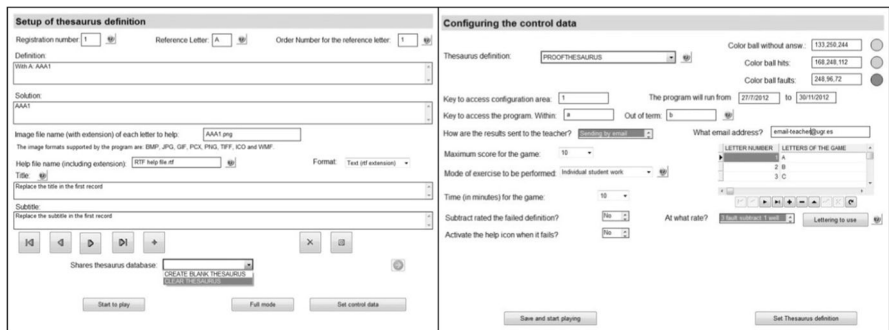 Setup of thesaurus definition
Registration number: 1 Reference Letter: A Order Number for the reference letter: 1
Definition:
With A: AAA1
Solution:
AAA1
Image file name (with extension) of each letter to help: AAA1.png
The image formats supported by the program are: BMP, JPG, GIF, PCX, PNG, TIFF, ICO and WMF.
Help file name (including extension): RTF help file.rtf Format: Text (rtf extension)
Title:
Replace the title in the first record
Subtitle:
Replace the subtitle in the first record
Shares thesaurus database:
CREATE BLANK THESAURUS
CLEAR THESAURUS
Start to play Full mode Set control data
Configuring the control data
Thesaurus definition: PROOFTHESAURUS
Color ball without answ.: 133,250,244
Color ball hits: 168,248,112
Color ball faults: 248,96,72
Key to access configuration area: 1 The program will run from 27/7/2012 to 30/11/2012
Key to access the program. Within: a Out of term: b
How are the results sent to the teacher? Sending by email What email address? email-teacher@ugr.es
Maximum score for the game: 10
LETTER NUMBER LETTERS OF THE GAME
1 A
2 B
3 C
Mode of exercise to be performed: Individual student work
Time (in minutes) for the game: 10
Subtract rated the failed definition? No At what rate? 3 fault subtract 1 well Lettering to use
Activate the help icon when it fails? No
Save and start playing Set Thesaurus definition